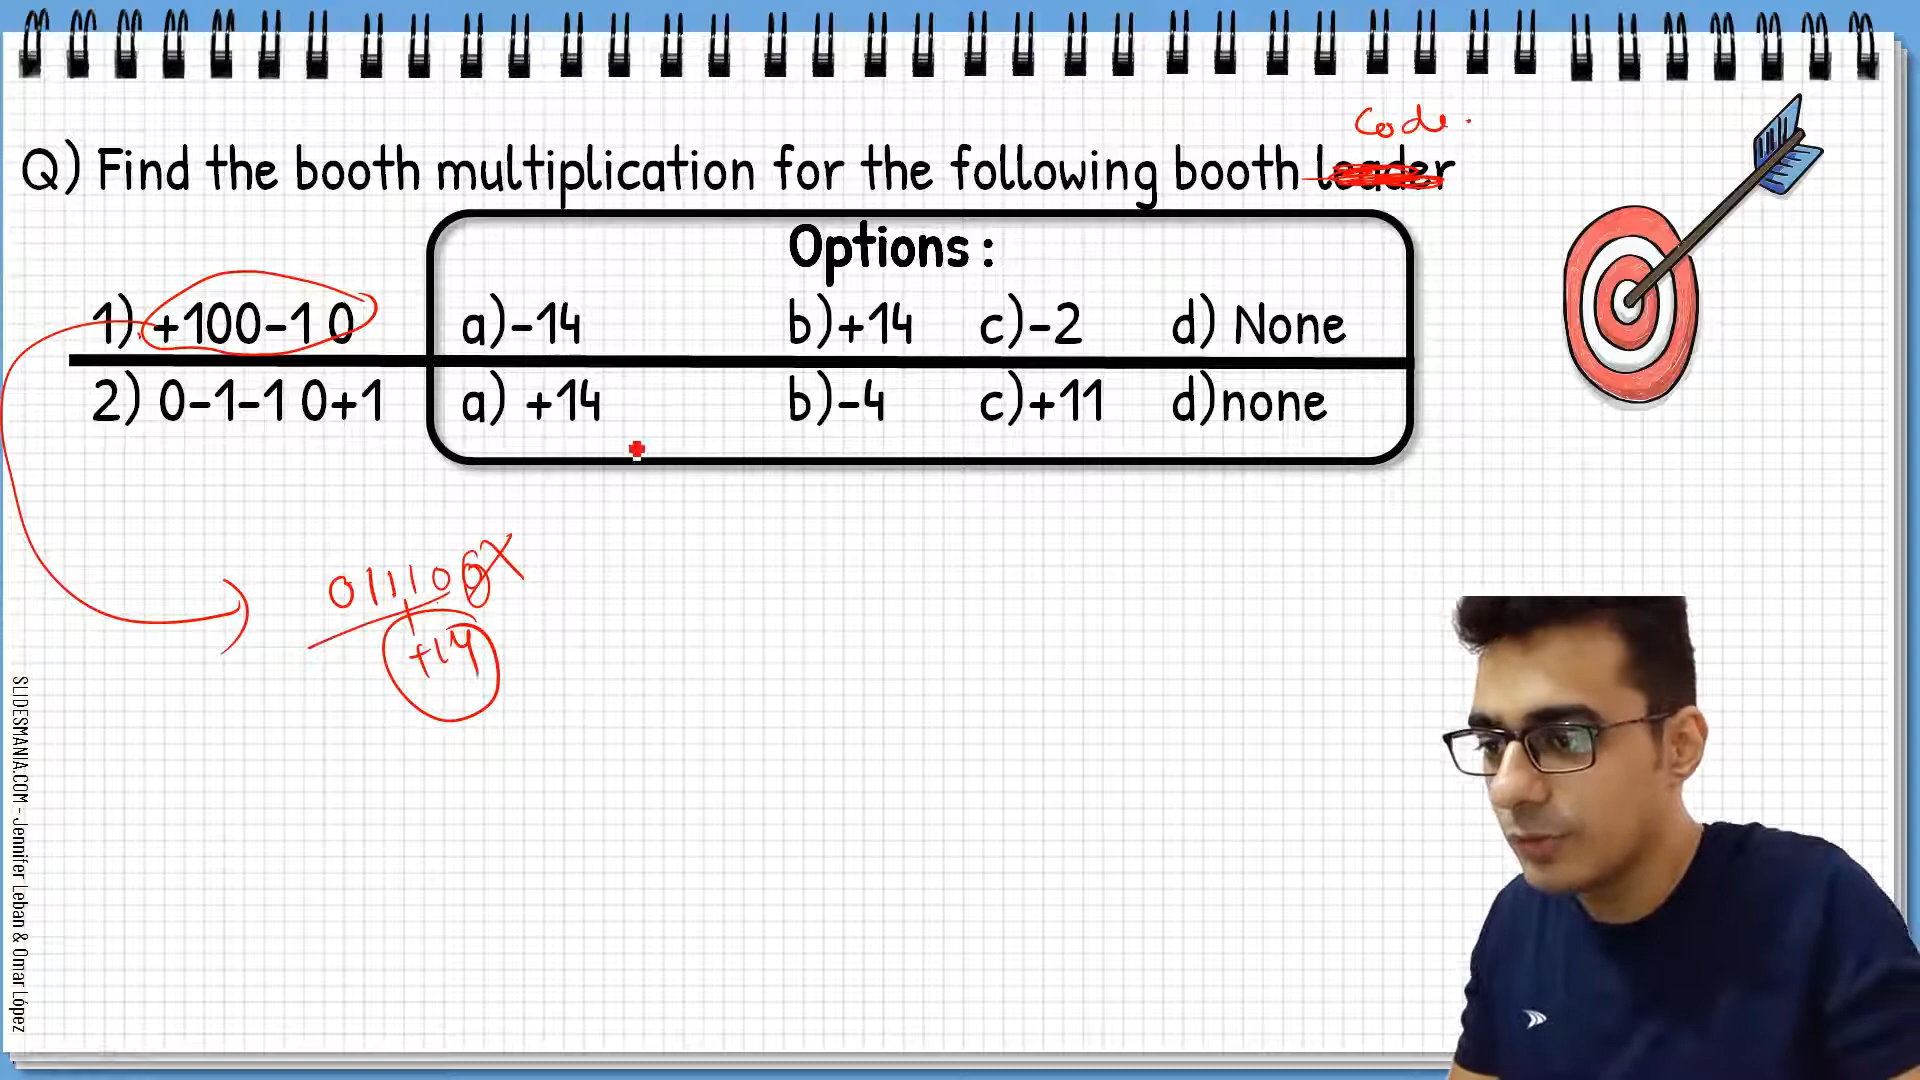 Code.
Q) Find the booth multiplication for the following booth leader
Options :
1) +100-1 0 a)-14 b)+14 c)-2 d) None
2) 0-1-1 0+1 a) +14 b)-4 c)+11 d)none
011100
+14
SLIDESMANIA.COM - Jennifer Leban & Omar López